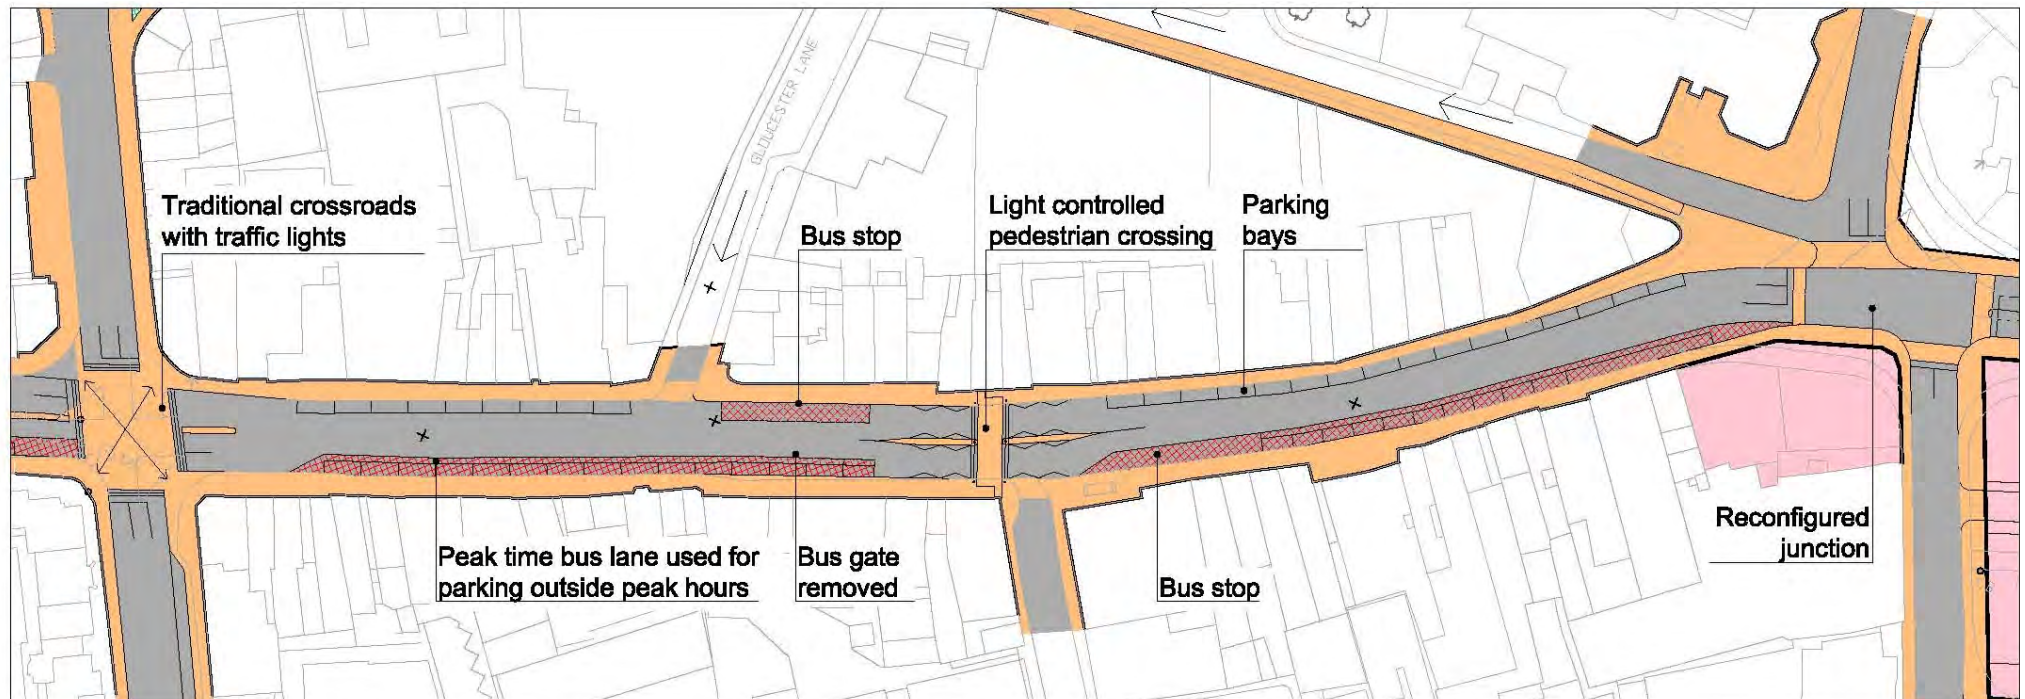 GLOUCESTER LANE
Traditional crossroads
with traffic lights
Bus stop
Light controlled
pedestrian crossing
Parking
bays
Peak time bus lane used for
parking outside peak hours
Bus gate
removed
Bus stop
Reconfigured
junction